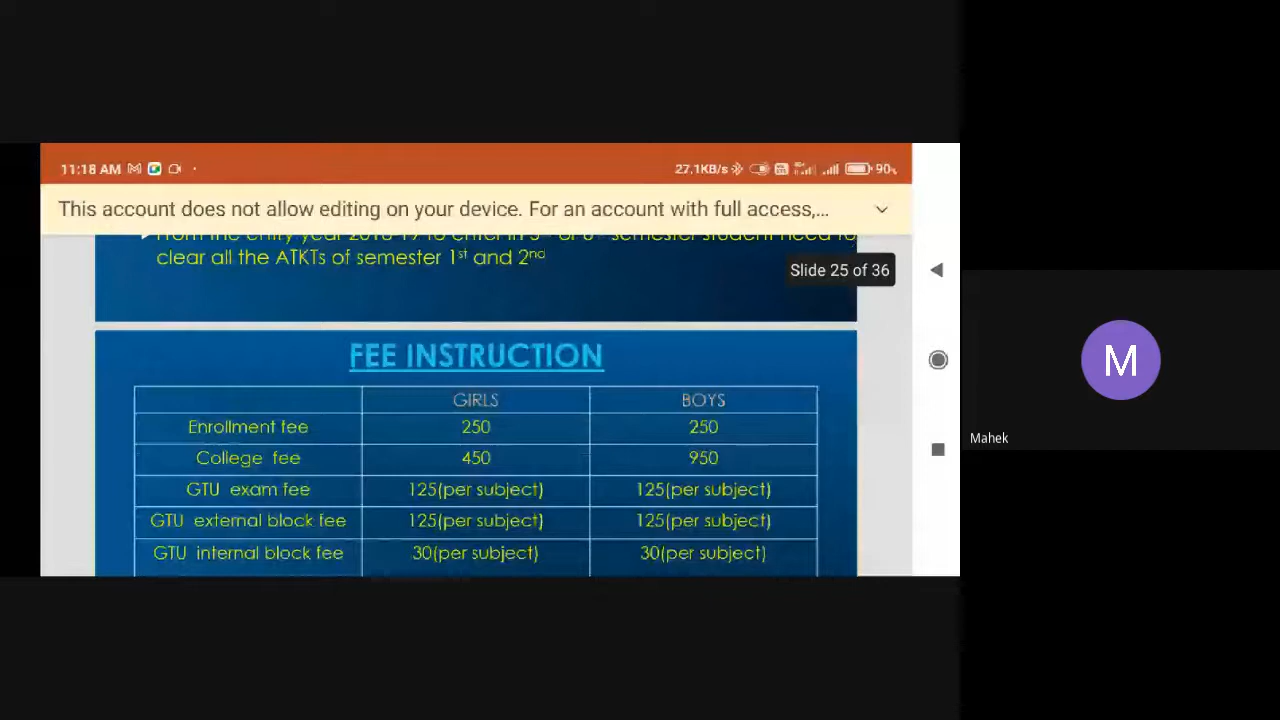 11:18 AM
27.1KB/s 90%
This account does not allow editing on your device. For an account with full access,...
clear all the ATKTs of semester 1st and 2nd
Slide 25 of 36
FEE INSTRUCTION
GIRLS BOYS
Enrollment fee 250 250
College fee 450 950
GTU exam fee 125(per subject) 125(per subject)
GTU external block fee 125(per subject) 125(per subject)
GTU internal block fee 30(per subject) 30(per subject)
M
Mahek